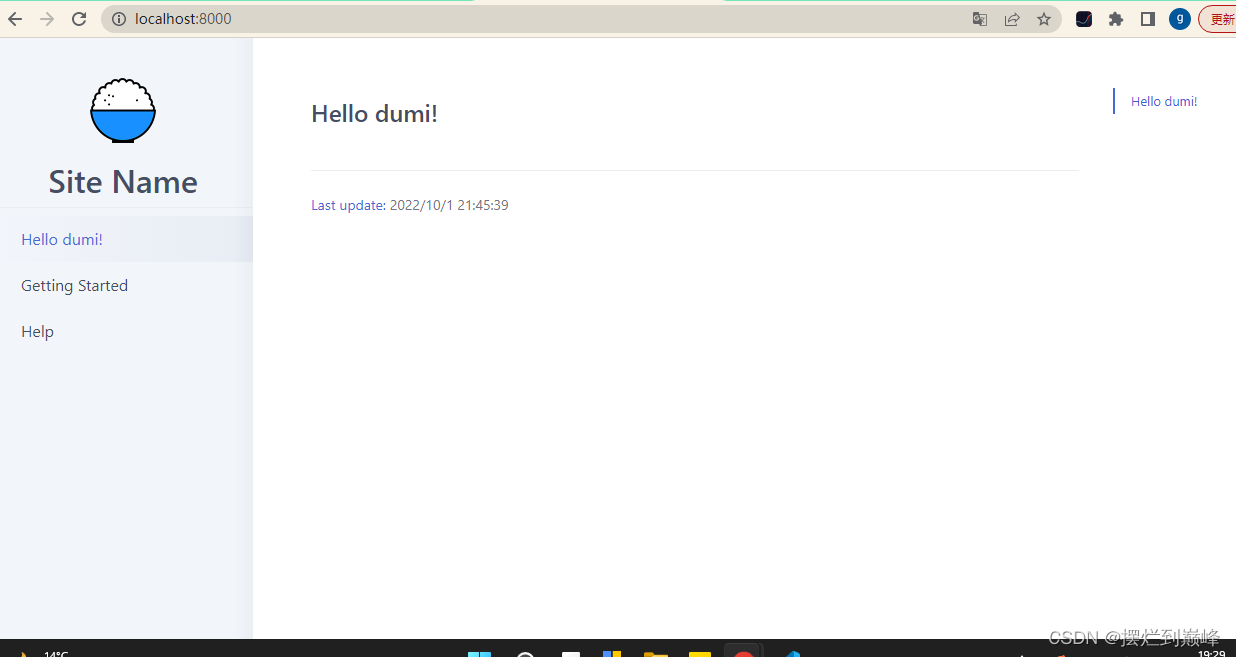 localhost:8000
g
更新
Site Name
Hello dumi!
Getting Started
Help
Hello dumi!
Last update: 2022/10/1 21:45:39
Hello dumi!
CSDN @摆烂到巅峰
14°C
19:29